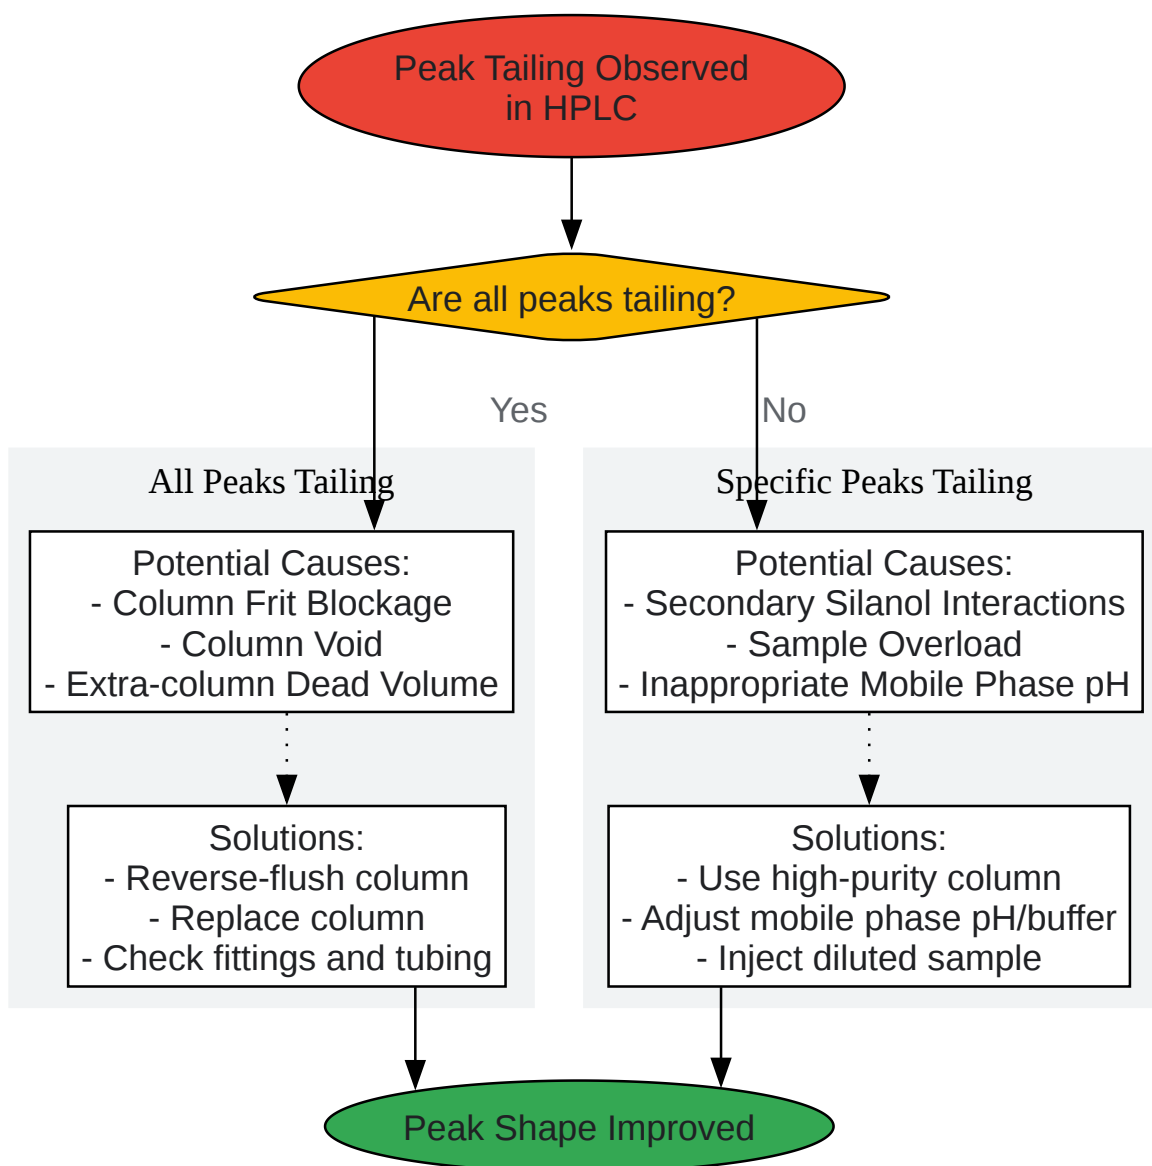 Peak Tailing Observed
in HPLC
Are all peaks tailing?
Yes
No
All Peaks Tailing
Potential Causes:
- Column Frit Blockage
- Column Void
- Extra-column Dead Volume
Solutions:
- Reverse-flush column
- Replace column
- Check fittings and tubing
Specific Peaks Tailing
Potential Causes:
- Secondary Silanol Interactions
- Sample Overload
- Inappropriate Mobile Phase pH
Solutions:
- Use high-purity column
- Adjust mobile phase pH/buffer
- Inject diluted sample
Peak Shape Improved